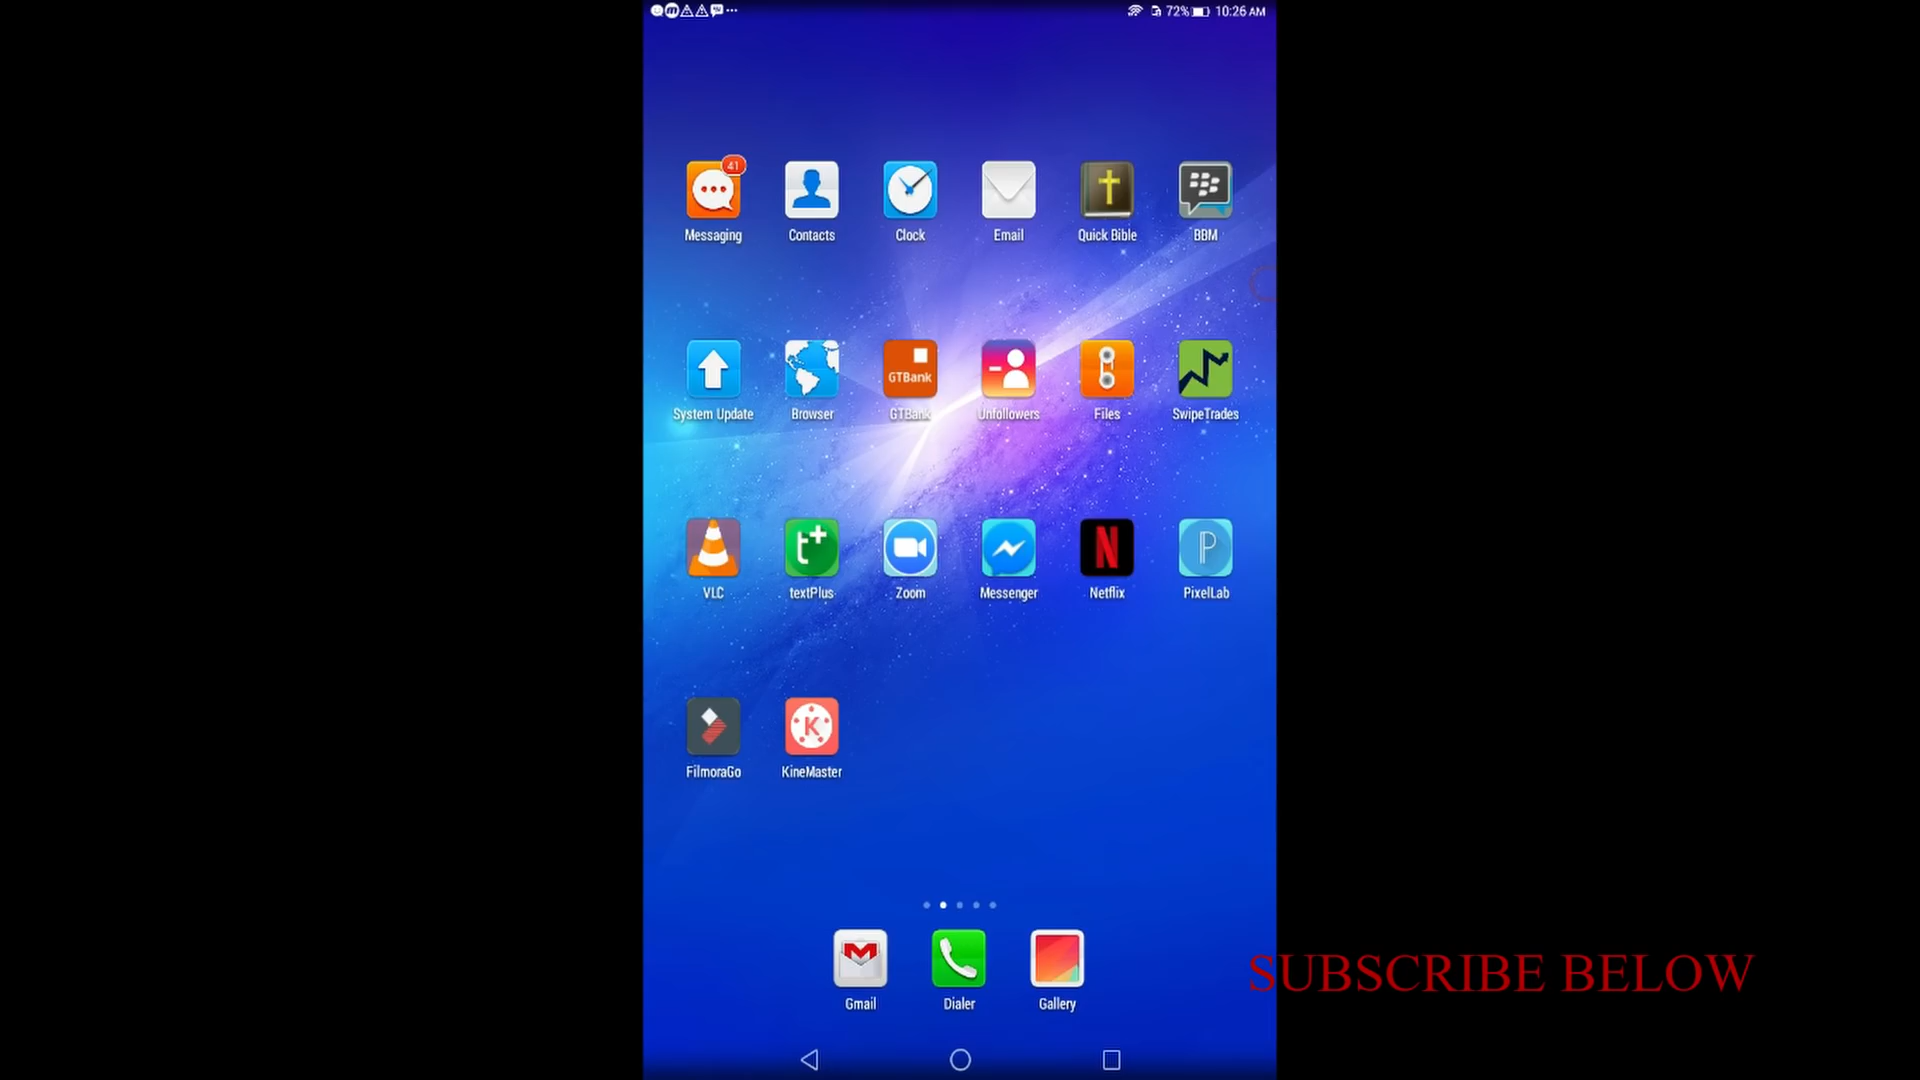 72% 10:26 AM
41
Messaging Contacts Clock Email Quick Bible BBM
GTBank
System Update Browser GTBank Unfollowers Files SwipeTrades
t+ N P
VLC textPlus Zoom Messenger Netflix PixelLab
K
FilmoraGo KineMaster
Gmail Dialer Gallery
SUBSCRIBE BELOW